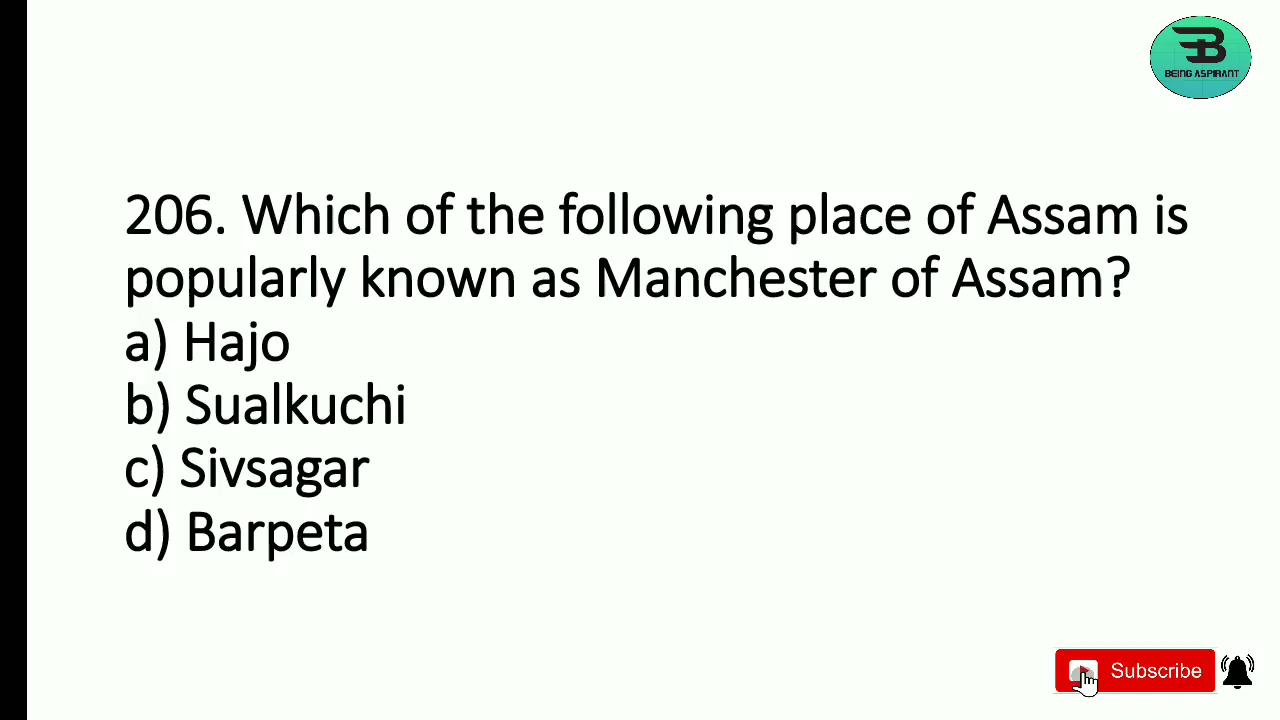 BEING ASPIRANT
206. Which of the following place of Assam is
popularly known as Manchester of Assam?
a) Hajo
b) Sualkuchi
c) Sivsagar
d) Barpeta
Subscribe